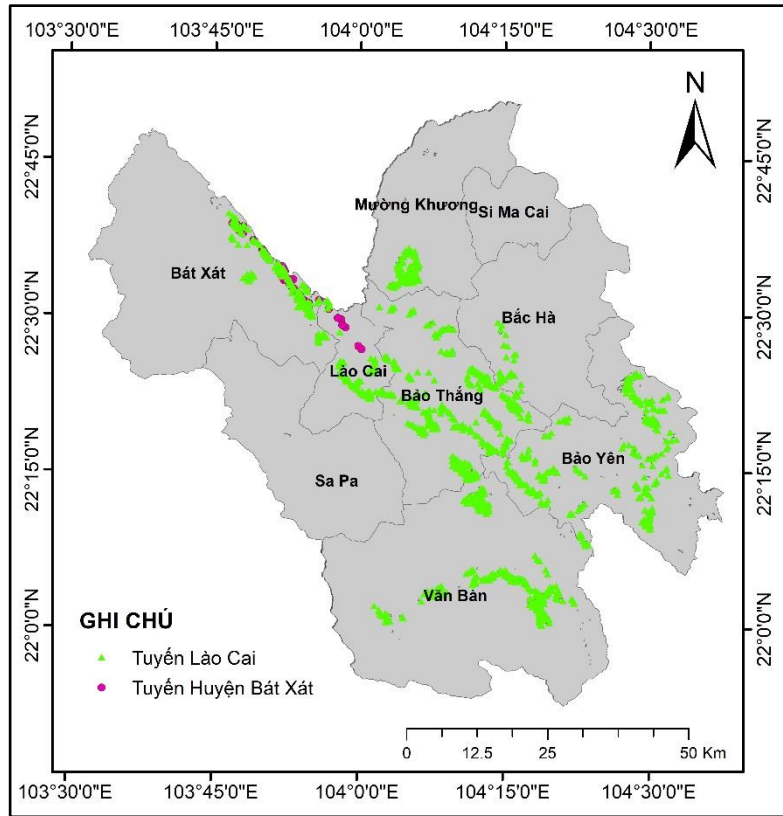 103°30'0"E 103°45'0"E 104°0'0"E 104°15'0"E 104°30'0"E
N
22°45'0"N 22°45'0"N
Mường Khương
Si Ma Cai
Bát Xát
22°30'0"N 22°30'0"N
Bắc Hà
Lào Cai
Bảo Thắng
Bảo Yên
22°15'0"N 22°15'0"N
Sa Pa
Văn Bàn
22°0'0"N 22°0'0"N
GHI CHÚ
Tuyến Lào Cai
Tuyến Huyện Bát Xát
0 12.5 25 50 Km
103°30'0"E 103°45'0"E 104°0'0"E 104°15'0"E 104°30'0"E